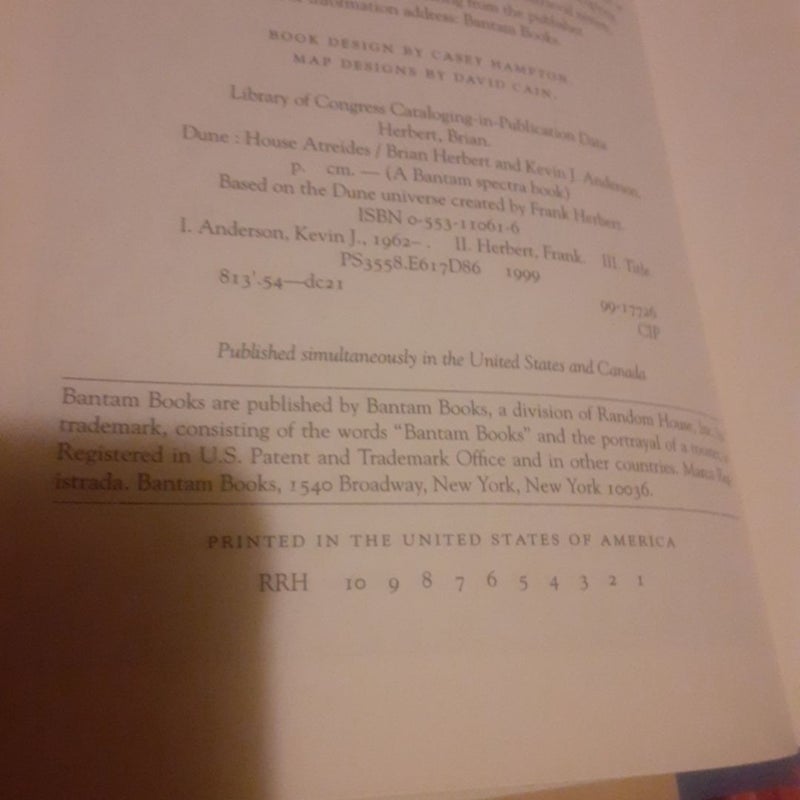 from the publisher.
information address: Bantam Books.
BOOK DESIGN BY CASEY HAMPTON.
MAP DESIGNS BY DAVID CAIN.
Library of Congress Cataloging-in-Publication Data
Herbert, Brian.
Dune : House Atreides / Brian Herbert and Kevin J. Anderson.
p. cm. — (A Bantam spectra book)
Based on the Dune universe created by Frank Herbert.
ISBN 0-553-11061-6
I. Anderson, Kevin J., 1962– . II. Herbert, Frank. III. Title.
PS3558.E617D86 1999
813'.54—dc21
99-17726
CIP
Published simultaneously in the United States and Canada
Bantam Books are published by Bantam Books, a division of Random House, Inc.
trademark, consisting of the words “Bantam Books” and the portrayal of a rooster, is
Registered in U.S. Patent and Trademark Office and in other countries. Marca Reg-
istrada. Bantam Books, 1540 Broadway, New York, New York 10036.
PRINTED IN THE UNITED STATES OF AMERICA
RRH 10 9 8 7 6 5 4 3 2 1